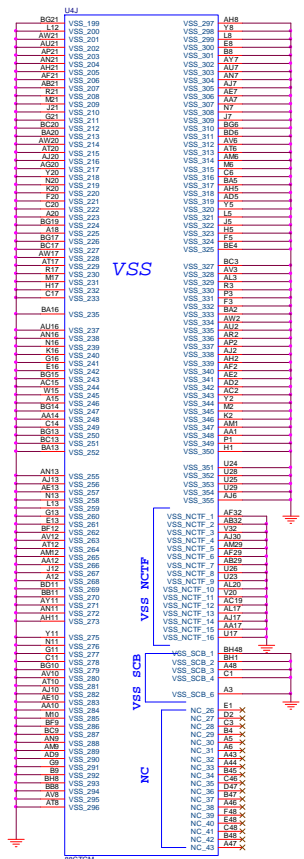 U4J
BG21 VSS_199
L12 VSS_200
AW21 VSS_201
AU21 VSS_202
AP21 VSS_203
AN21 VSS_204
AH21 VSS_205
AF21 VSS_206
AB21 VSS_207
R21 VSS_208
M21 VSS_209
J21 VSS_210
G21 VSS_211
BC20 VSS_212
BA20 VSS_213
AW20 VSS_214
AT20 VSS_215
AJ20 VSS_216
AG20 VSS_217
Y20 VSS_218
N20 VSS_219
K20 VSS_220
F20 VSS_221
C20 VSS_222
A20 VSS_223
BG19 VSS_224
A18 VSS_225
BG17 VSS_226
BC17 VSS_227
AW17 VSS_228
AT17 VSS_229
R17 VSS_230
M17 VSS_231
H17 VSS_232
C17 VSS_233
BA16 VSS_235
AU16 VSS_237
AN16 VSS_238
N16 VSS_239
K16 VSS_240
G16 VSS_241
E16 VSS_242
BG15 VSS_243
AC15 VSS_244
W15 VSS_245
A15 VSS_246
BG14 VSS_247
AA14 VSS_248
C14 VSS_249
BG13 VSS_250
BC13 VSS_251
BA13 VSS_252
AN13 VSS_255
AJ13 VSS_256
AE13 VSS_257
N13 VSS_258
L13 VSS_259
G13 VSS_260
E13 VSS_261
BF12 VSS_262
AV12 VSS_263
AT12 VSS_264
AM12 VSS_265
AA12 VSS_266
J12 VSS_267
A12 VSS_268
BD11 VSS_269
BB11 VSS_270
AY11 VSS_271
AN11 VSS_272
AH11 VSS_273
Y11 VSS_275
N11 VSS_276
G11 VSS_277
C11 VSS_278
BG10 VSS_279
AV10 VSS_280
AT10 VSS_281
AJ10 VSS_282
AE10 VSS_283
AA10 VSS_284
M10 VSS_285
BF9 VSS_286
BC9 VSS_287
AN9 VSS_288
AM9 VSS_289
AD9 VSS_290
G9 VSS_291
B9 VSS_292
BH8 VSS_293
BB8 VSS_294
AV8 VSS_295
AT8 VSS_296
VSS
VSS_297 AH8
VSS_298 Y8
VSS_299 L8
VSS_300 E8
VSS_301 B8
VSS_302 AY7
VSS_303 AU7
VSS_304 AN7
VSS_305 AJ7
VSS_306 AE7
VSS_307 AA7
VSS_308 N7
VSS_309 J7
VSS_310 BG6
VSS_311 BD6
VSS_312 AV6
VSS_313 AT6
VSS_314 AM6
VSS_315 M6
VSS_316 C6
VSS_317 BA5
VSS_318 AH5
VSS_319 AD5
VSS_320 Y5
VSS_321 L5
VSS_322 J5
VSS_323 H5
VSS_324 F5
VSS_325 BE4
VSS_327 BC3
VSS_328 AV3
VSS_329 AL3
VSS_330 R3
VSS_331 P3
VSS_332 F3
VSS_333 BA2
VSS_334 AW2
VSS_335 AU2
VSS_336 AR2
VSS_337 AP2
VSS_338 AJ2
VSS_339 AH2
VSS_340 AF2
VSS_341 AE2
VSS_342 AD2
VSS_343 AC2
VSS_344 Y2
VSS_345 M2
VSS_346 K2
VSS_347 AM1
VSS_348 AA1
VSS_349 P1
VSS_350 H1
VSS_351 U24
VSS_352 U28
VSS_353 U25
VSS_354 U29
VSS_355 AJ6
VSS NCTF
VSS_NCTF_1 AF32
VSS_NCTF_2 AB32
VSS_NCTF_3 V32
VSS_NCTF_4 AJ30
VSS_NCTF_5 AM29
VSS_NCTF_6 AF29
VSS_NCTF_7 AB29
VSS_NCTF_8 U26
VSS_NCTF_9 U23
VSS_NCTF_10 AL20
VSS_NCTF_11 V20
VSS_NCTF_12 AC19
VSS_NCTF_13 AL17
VSS_NCTF_14 AJ17
VSS_NCTF_15 AA17
VSS_NCTF_16 U17
VSS SCB
VSS_SCB_1 BH48
VSS_SCB_2 BH1
VSS_SCB_3 A48
VSS_SCB_4 C1
VSS_SCB_6 A3
NC
NC_26 E1
NC_27 D2
NC_28 C3
NC_29 B4
NC_30 A5
NC_31 A6
NC_32 A43
NC_33 A44
NC_34 B45
NC_35 C46
NC_36 D47
NC_37 B47
NC_38 A46
NC_39 F48
NC_40 E48
NC_41 C48
NC_42 B48
NC_43 A47